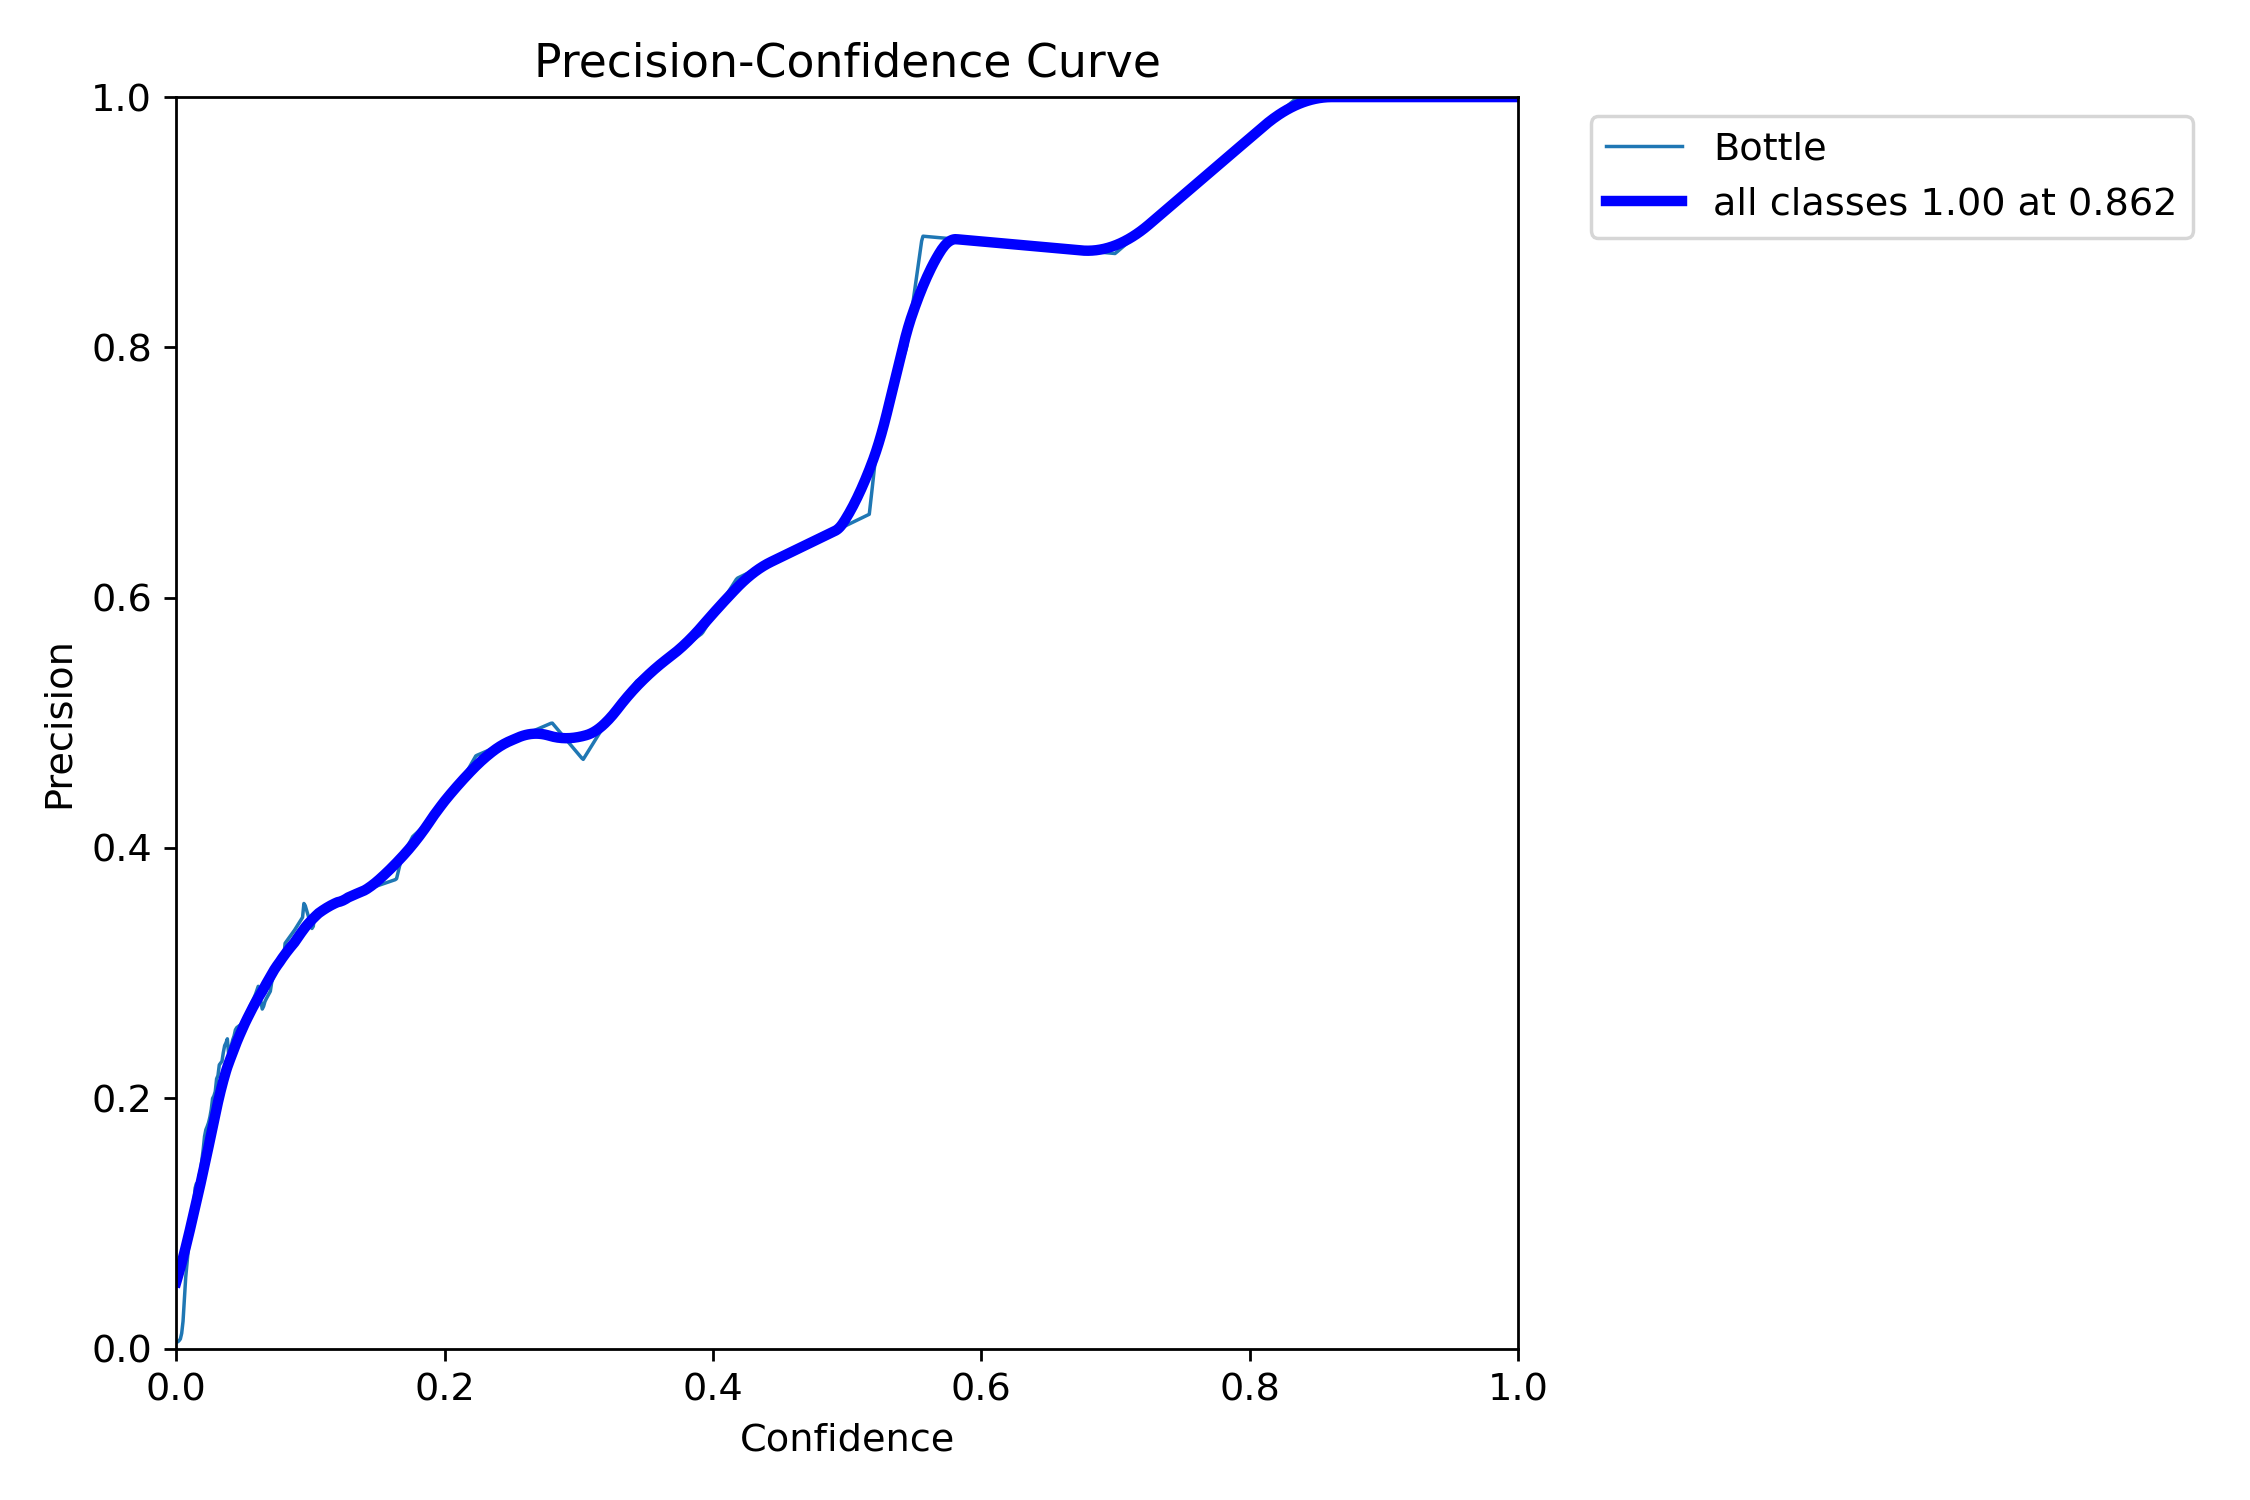 Precision-Confidence Curve
1.0
0.8
0.6
0.4
0.2
0.0
Precision
0.0 0.2 0.4 0.6 0.8 1.0
Confidence
Bottle
all classes 1.00 at 0.862